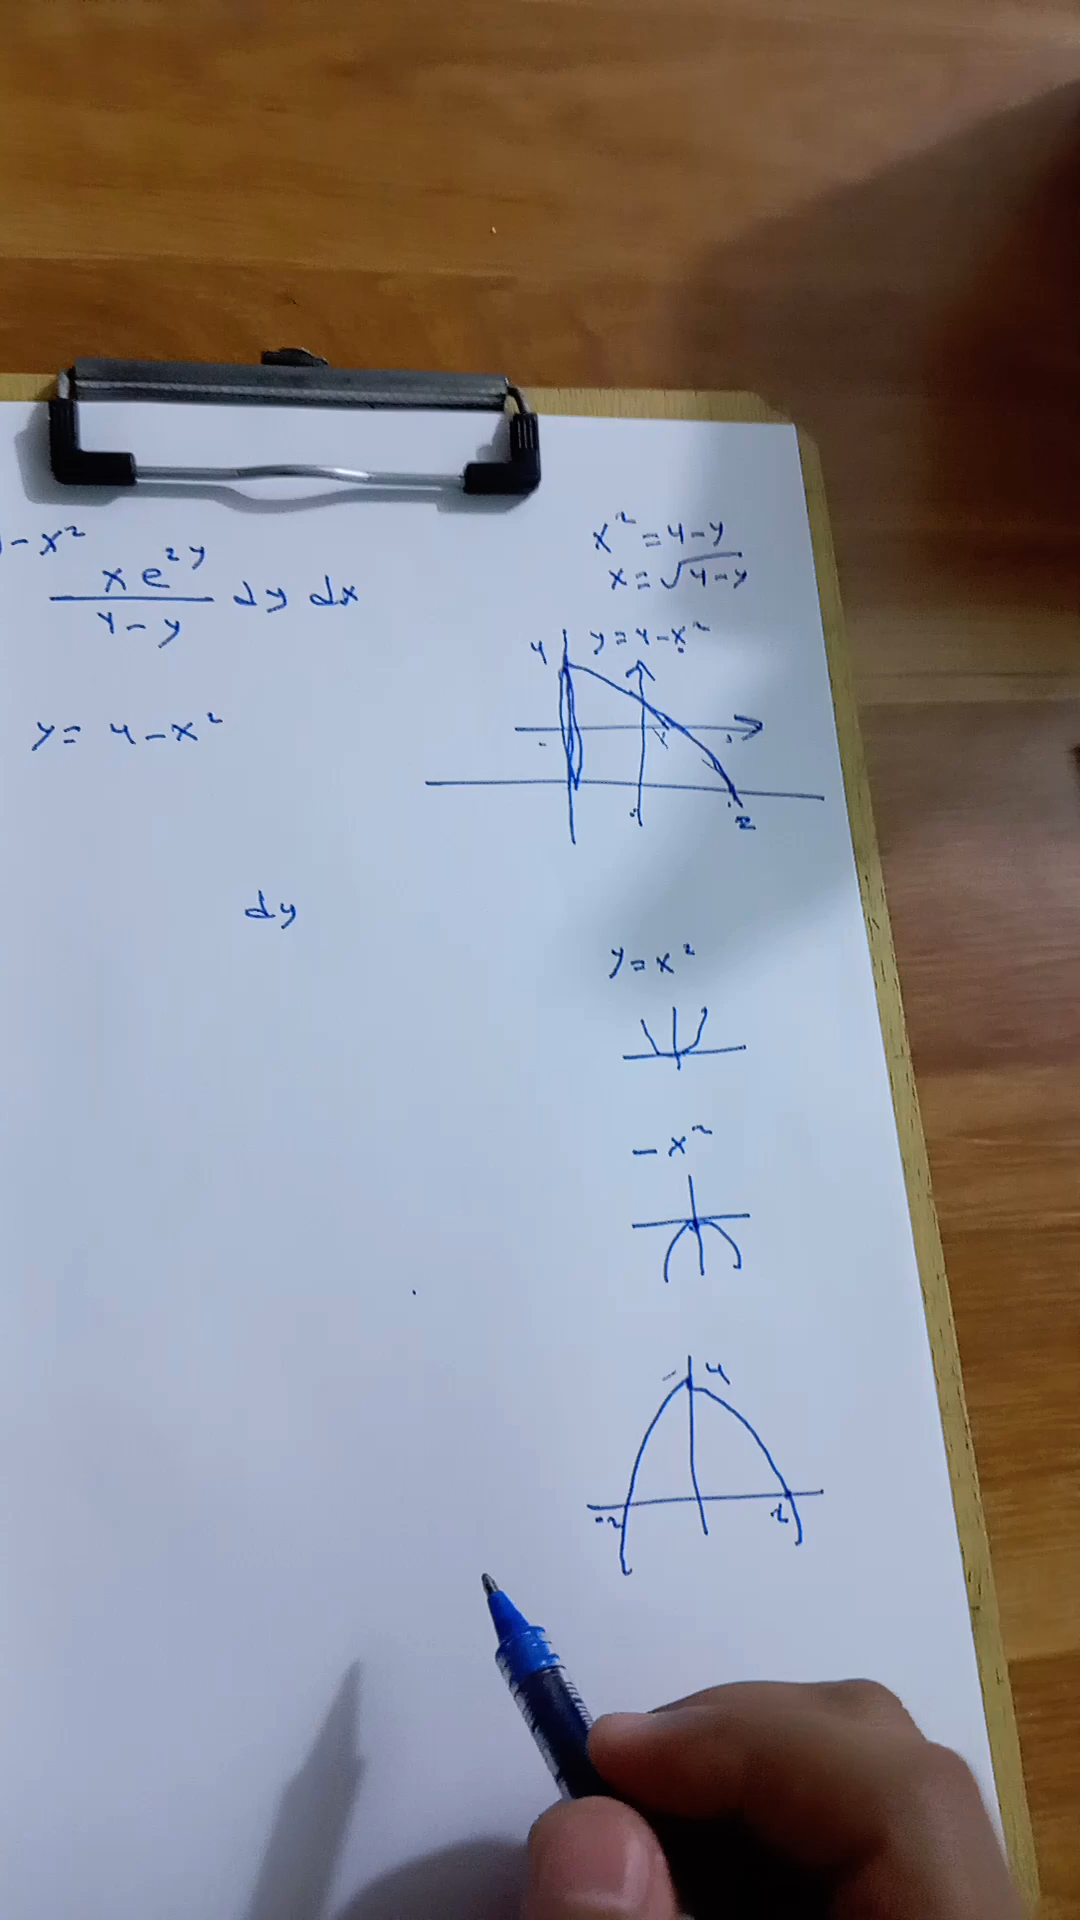 -x²
x e^2y
4-y
dy dx
y = 4-x²
dy
x² = 4-y
x = √4-y
y = 4-x²
4
2
y = x²
-x²
4
-2
2